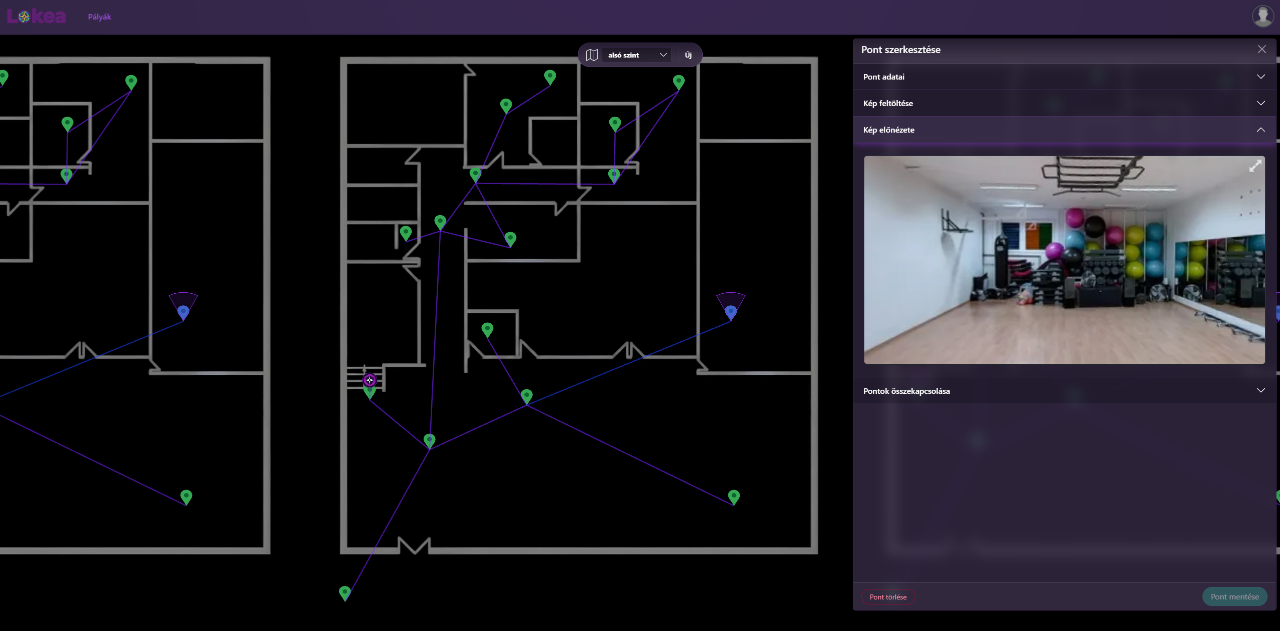 Lokea
Pályák
alsó szint
Új
Pont szerkesztése
Pont adatai
Kép feltöltése
Kép előnézete
Pontok összekapcsolása
Pont törlése
Pont mentése